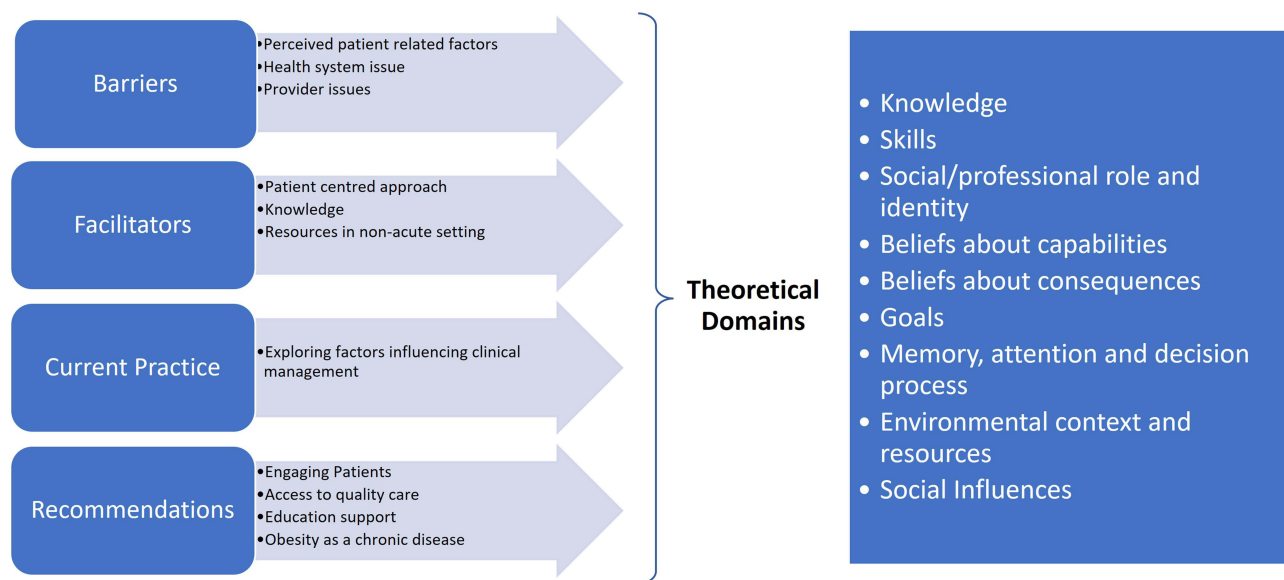 Barriers
•Perceived patient related factors
•Health system issue
•Provider issues
Facilitators
•Patient centred approach
•Knowledge
•Resources in non-acute setting
Current Practice
•Exploring factors influencing clinical
management
Recommendations
•Engaging Patients
•Access to quality care
•Education support
•Obesity as a chronic disease
Theoretical
Domains
• Knowledge
• Skills
• Social/professional role and
identity
• Beliefs about capabilities
• Beliefs about consequences
• Goals
• Memory, attention and decision
process
• Environmental context and
resources
• Social Influences